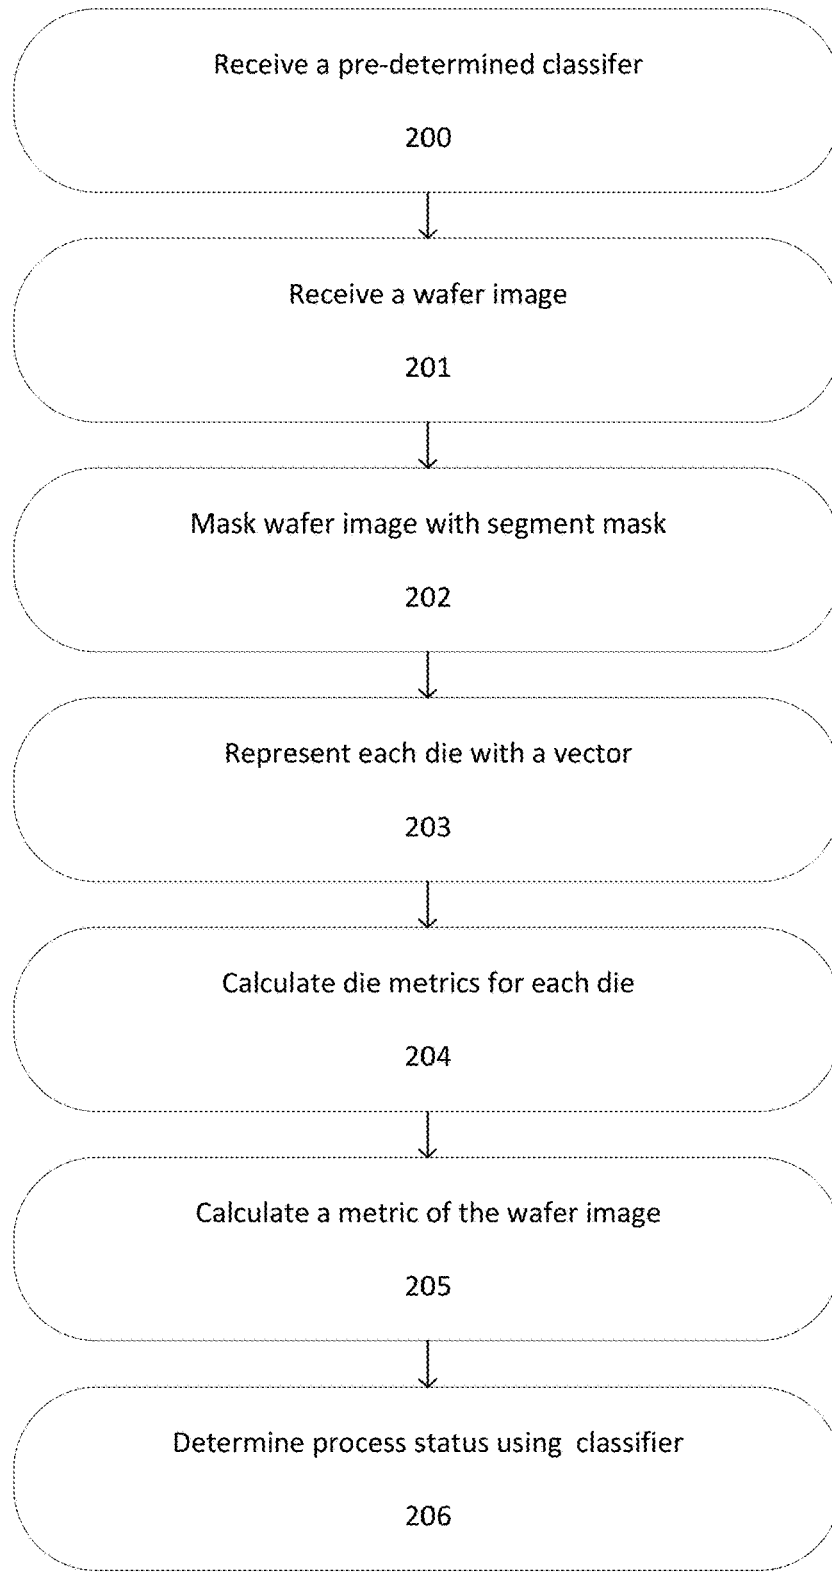 Receive a pre-determined classifer
200
Receive a wafer image
201
Mask wafer image with segment mask
202
Represent each die with a vector
203
Calculate die metrics for each die
204
Calculate a metric of the wafer image
205
Determine process status using classifier
206